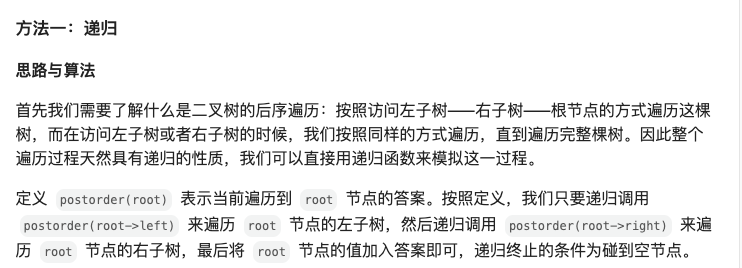 方法一：递归
思路与算法
首先我们需要了解什么是二叉树的后序遍历：按照访问左子树——右子树——根节点的方式遍历这棵
树，而在访问左子树或者右子树的时候，我们按照同样的方式遍历，直到遍历完整棵树。因此整个
遍历过程天然具有递归的性质，我们可以直接用递归函数来模拟这一过程。
定义 postorder(root) 表示当前遍历到 root 节点的答案。按照定义，我们只要递归调用
postorder(root->left) 来遍历 root 节点的左子树，然后递归调用 postorder(root->right) 来遍
历 root 节点的右子树，最后将 root 节点的值加入答案即可，递归终止的条件为碰到空节点。